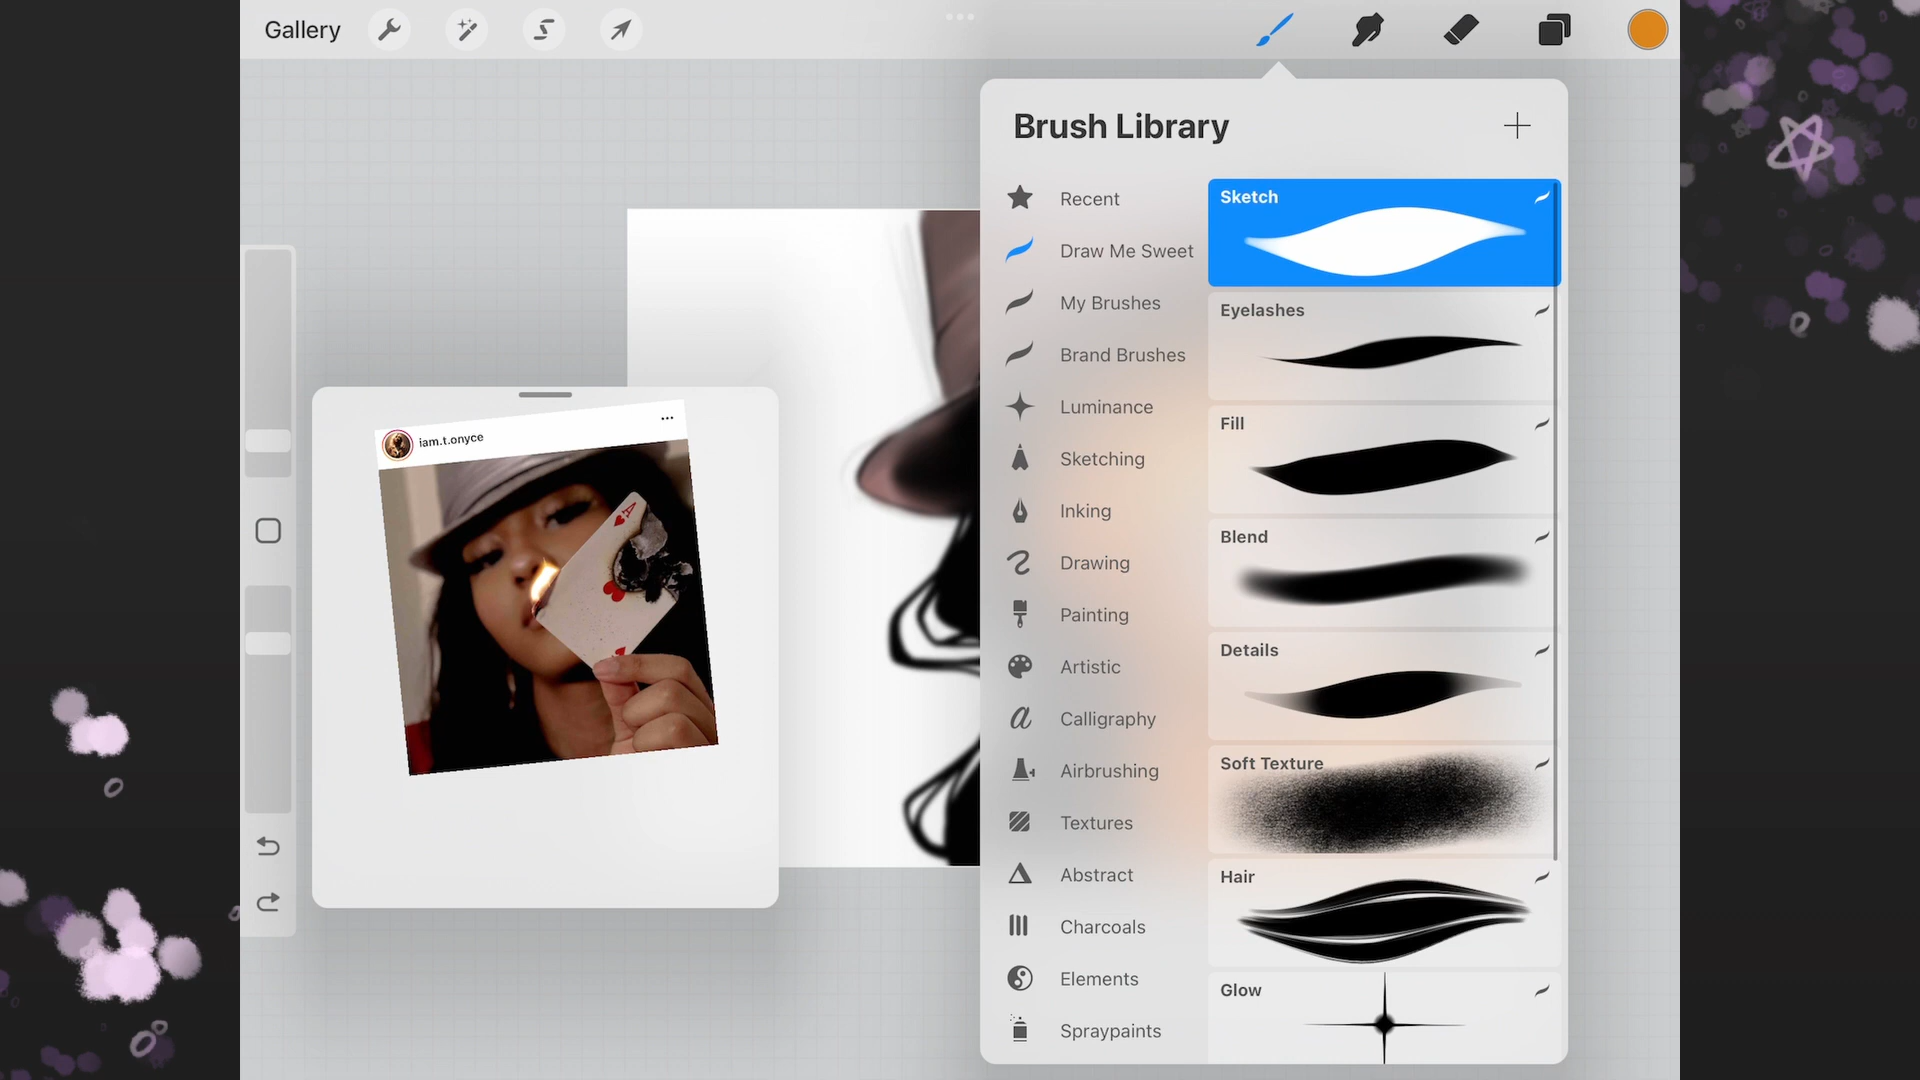 Gallery
Brush Library
Recent
Draw Me Sweet
My Brushes
Brand Brushes
Luminance
Sketching
Inking
Drawing
Painting
Artistic
Calligraphy
Airbrushing
Textures
Abstract
Charcoals
Elements
Spraypaints
Sketch
Eyelashes
Fill
Blend
Details
Soft Texture
Hair
Glow
iam.t.onyce
A